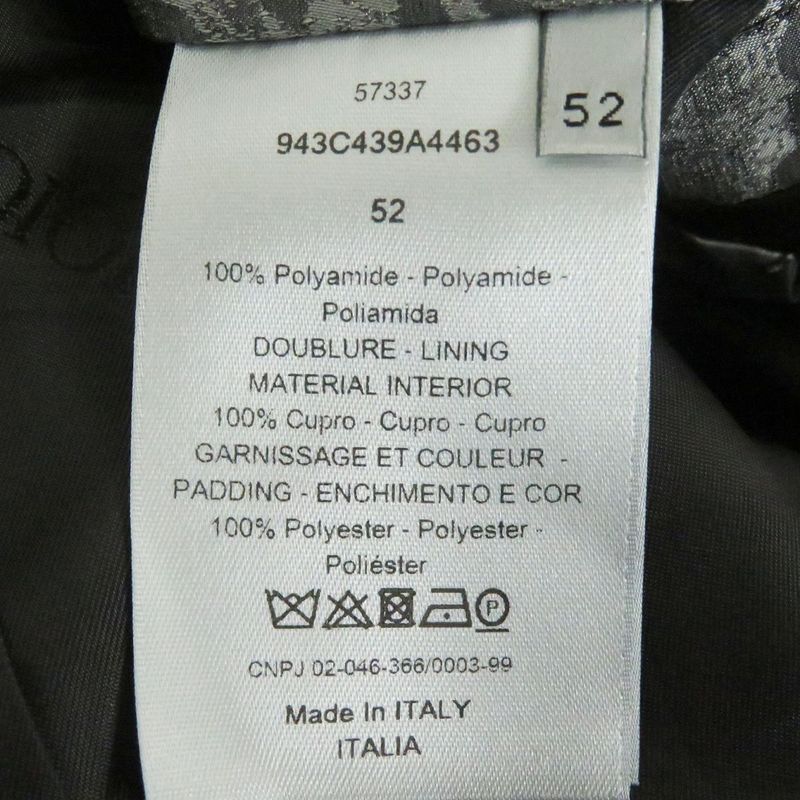 57337
943C439A4463
52
52
100% Polyamide - Polyamide -
Poliamida
DOUBLURE - LINING
MATERIAL INTERIOR
100% Cupro - Cupro - Cupro
GARNISSAGE ET COULEUR -
PADDING - ENCHIMENTO E COR
100% Polyester - Polyester -
Poliéster
P
CNPJ 02-046-366/0003-99
Made In ITALY
ITALIA